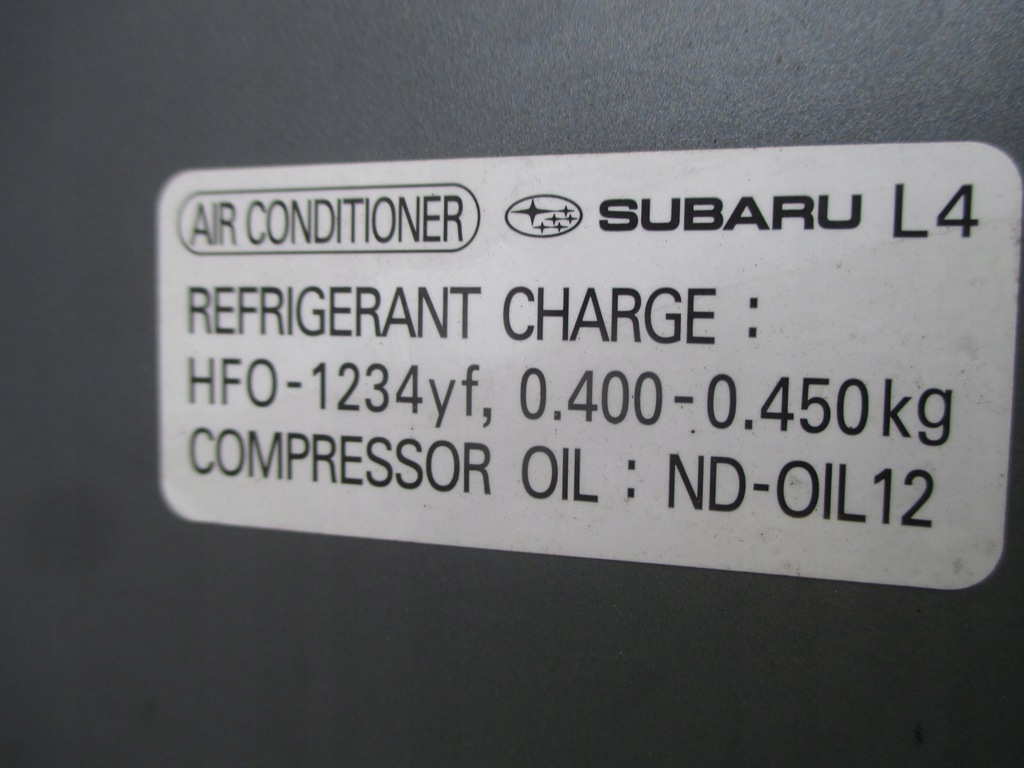 AIR CONDITIONER SUBARU L4
REFRIGERANT CHARGE :
HFO-1234yf, 0.400-0.450kg
COMPRESSOR OIL : ND-OIL12